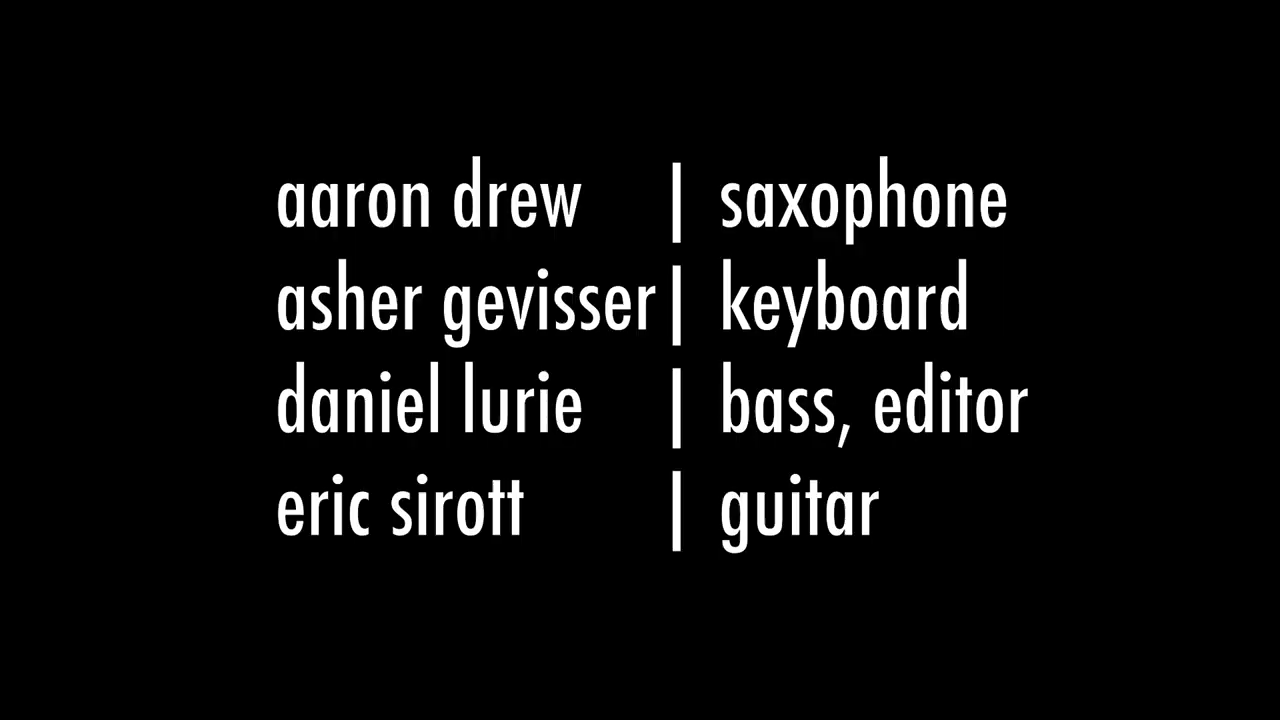 aaron drew | saxophone
asher gevisser | keyboard
daniel lurie | bass, editor
eric sirott | guitar